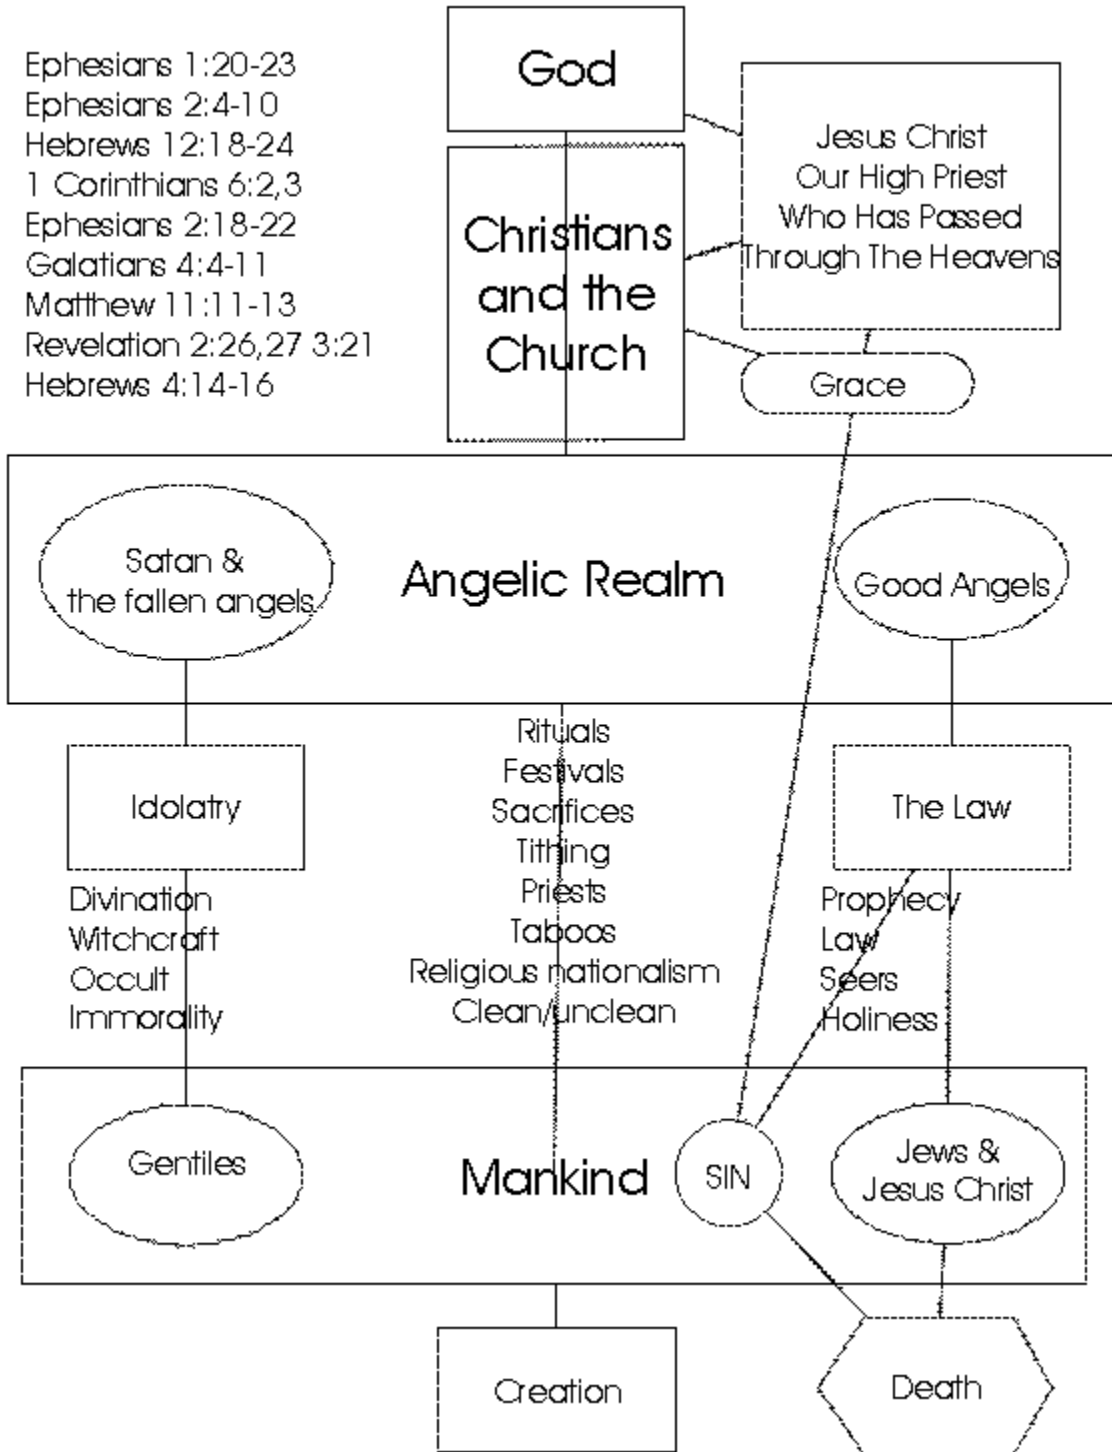 Ephesians 1:20-23
Ephesians 2:4-10
Hebrews 12:18-24
1 Corinthians 6:2,3
Ephesians 2:18-22
Galatians 4:4-11
Matthew 11:11-13
Revelation 2:26,27 3:21
Hebrews 4:14-16
God
Jesus Christ
Our High Priest
Who Has Passed
Through The Heavens
Christians
and the
Church
Grace
Satan &
the fallen angels
Angelic Realm
Good Angels
Idolatry
Rituals
Festivals
Sacrifices
Tithing
Priests
Taboos
Religious nationalism
Clean/unclean
The Law
Divination
Witchcraft
Occult
Immorality
Prophecy
Law
Seers
Holiness
Gentiles
Mankind
SIN
Jews &
Jesus Christ
Creation
Death